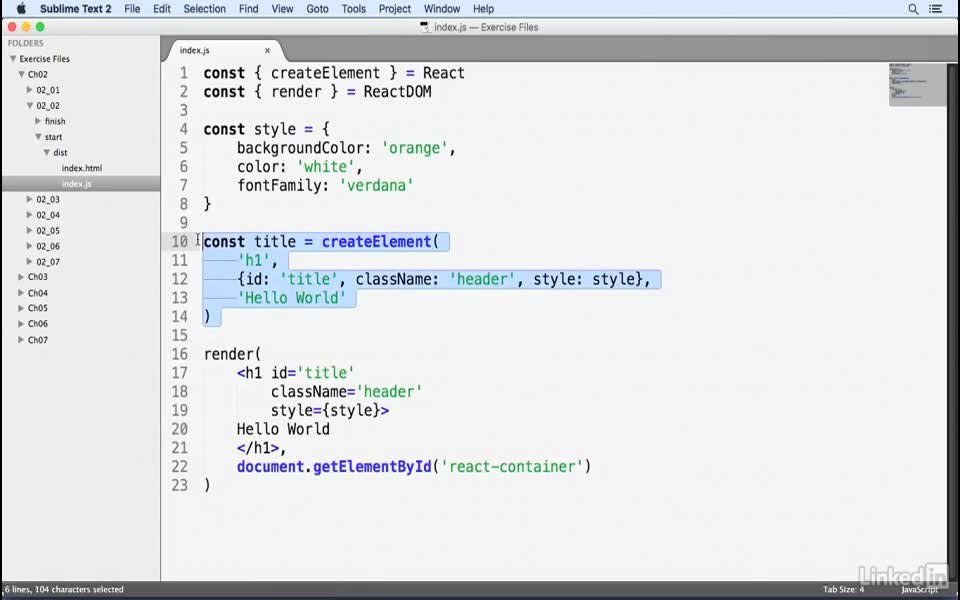 Sublime Text 2 File Edit Selection Find View Goto Tools Project Window Help
index.js — Exercise Files
FOLDERS
Exercise Files
Ch02
02_01
02_02
finish
start
dist
index.html
index.js
02_03
02_04
02_05
02_06
02_07
Ch03
Ch04
Ch05
Ch06
Ch07
index.js ×
1 const { createElement } = React
2 const { render } = ReactDOM
3
4 const style = {
5 backgroundColor: 'orange',
6 color: 'white',
7 fontFamily: 'verdana'
8 }
9
10 const title = createElement(
11 'h1',
12 {id: 'title', className: 'header', style: style},
13 'Hello World'
14 )
15
16 render(
17 <h1 id='title'
18 className='header'
19 style={style}>
20 Hello World
21 </h1>,
22 document.getElementById('react-container')
23 )
6 lines, 104 characters selected
Tab Size: 4
JavaScript
LinkedIn